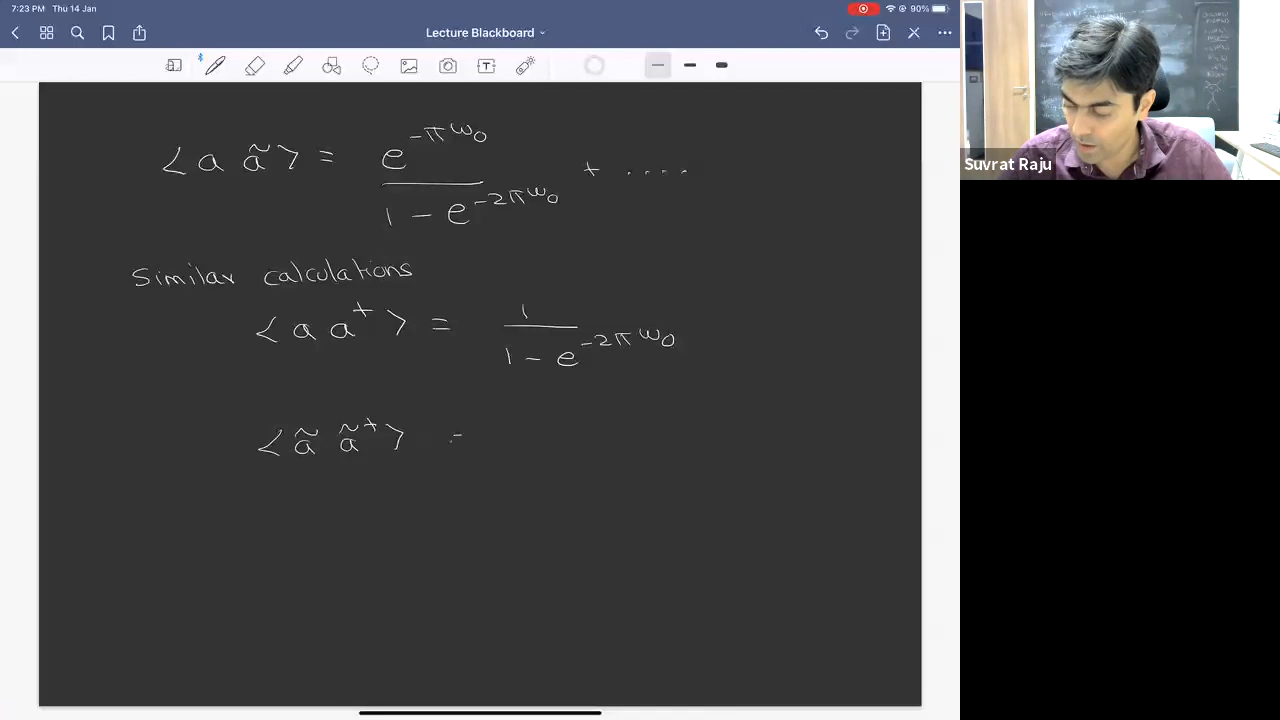 7:23 PM Thu 14 Jan
90%
Lecture Blackboard
Suvrat Raju
< a ã > = e^{-πω₀} / (1 - e^{-2πω₀}) + ....
Similar calculations
< a a† > = 1 / (1 - e^{-2πω₀})
< ã ㆠ> =